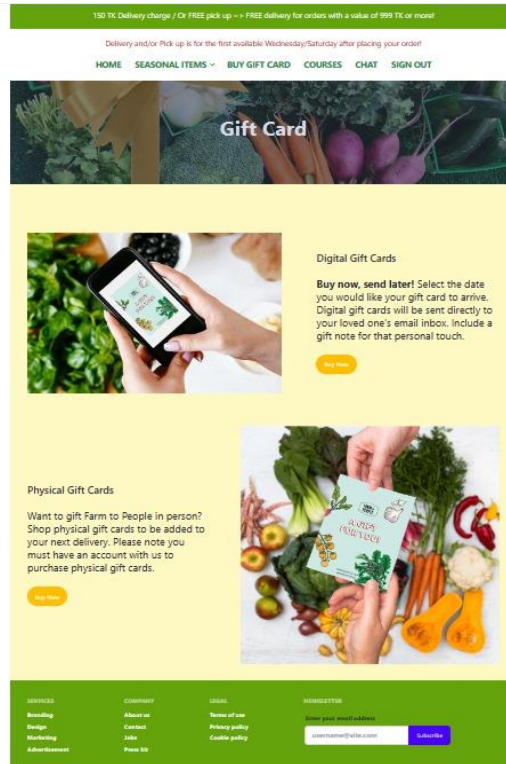 150 TK Delivery charge / Or FREE pick up ~> FREE delivery for orders with a value of 999 TK or more!
Delivery and/or Pick up is for the first available Wednesday/Saturday after placing your order!
HOME SEASONAL ITEMS BUY GIFT CARD COURSES CHAT SIGN OUT
Gift Card
Digital Gift Cards
Buy now, send later! Select the date
you would like your gift card to arrive.
Digital gift cards will be sent directly to
your loved one's email inbox. Include a
gift note for that personal touch.
Buy Now
Physical Gift Cards
Want to gift Farm to People in person?
Shop physical gift cards to be added to
your next delivery. Please note you
must have an account with us to
purchase physical gift cards.
Buy Now
A GIFT
FOR YOU!
SERVICES COMPANY LEGAL NEWSLETTER
Branding About us Terms of use Enter your email address
Design Contact Privacy policy username@site.com Subscribe
Marketing Jobs Cookie policy
Advertisement Press kit